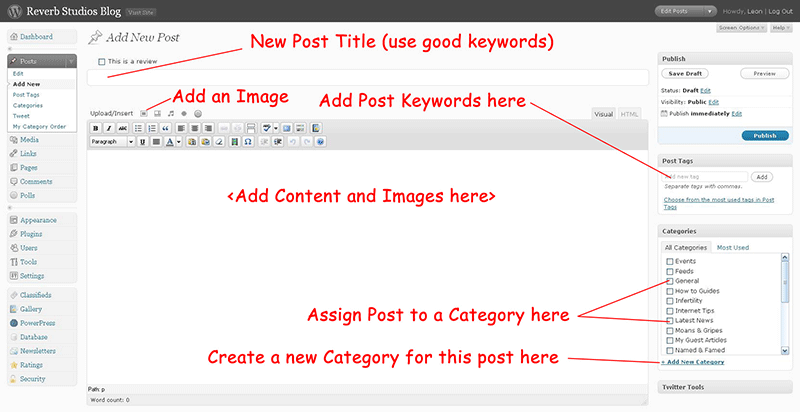 Reverb Studios Blog Visit Site
Edit Posts Howdy, Leon | Log Out
Screen Options Help
Dashboard
Posts
Edit
Add New
Post Tags
Categories
Tweet
My Category Order
Media
Links
Pages
Comments
Polls
Appearance
Plugins
Users
Tools
Settings
Classifieds
Gallery
PowerPress
Database
Newsletters
Ratings
Security
Add New Post
This is a review
New Post Title (use good keywords)
Add an Image
Add Post Keywords here
Upload/Insert
Visual HTML
B I ABC
Paragraph U A
<Add Content and Images here>
Assign Post to a Category here
Create a new Category for this post here
Path: p
Word count: 0
Publish
Save Draft Preview
Status: Draft Edit
Visibility: Public Edit
Publish immediately Edit
Publish
Post Tags
Add new tag Add
Separate tags with commas.
Choose from the most used tags in Post
Tags
Categories
All Categories Most Used
Events
Feeds
General
How to Guides
Infertility
Internet Tips
Latest News
Moans & Gripes
My Guest Articles
Named & Famed
+ Add New Category
Twitter Tools